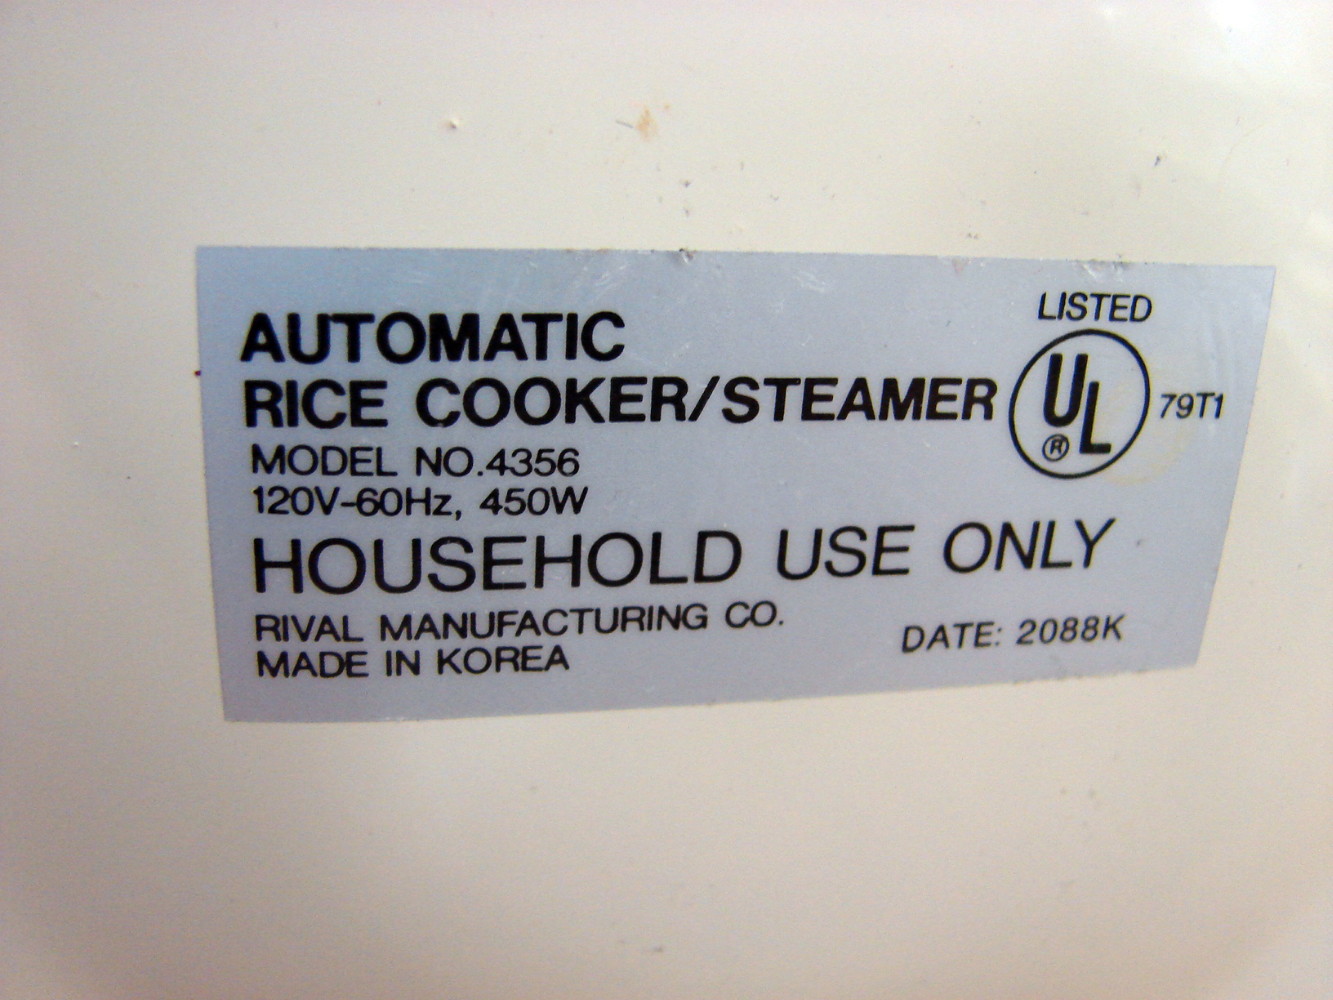 AUTOMATIC
RICE COOKER/STEAMER
MODEL NO.4356
120V-60Hz, 450W
HOUSEHOLD USE ONLY
RIVAL MANUFACTURING CO.
MADE IN KOREA
DATE: 2088K
LISTED
UL ®
79T1